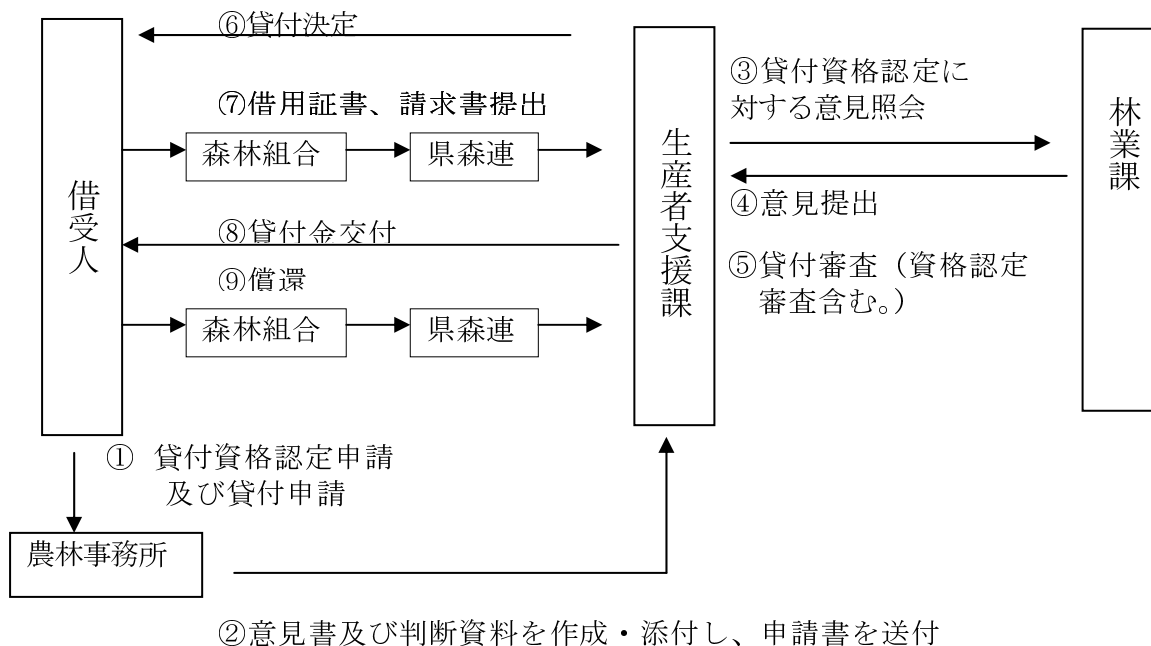 ⑥貸付決定
⑦借用証書、請求書提出
森林組合
県森連
借受人
⑧貸付金交付
⑨償還
森林組合
県森連
生産者支援課
③貸付資格認定に
対する意見照会
④意見提出
⑤貸付審査（資格認定
審査含む。）
林業課
① 貸付資格認定申請
及び貸付申請
農林事務所
②意見書及び判断資料を作成・添付し、申請書を送付